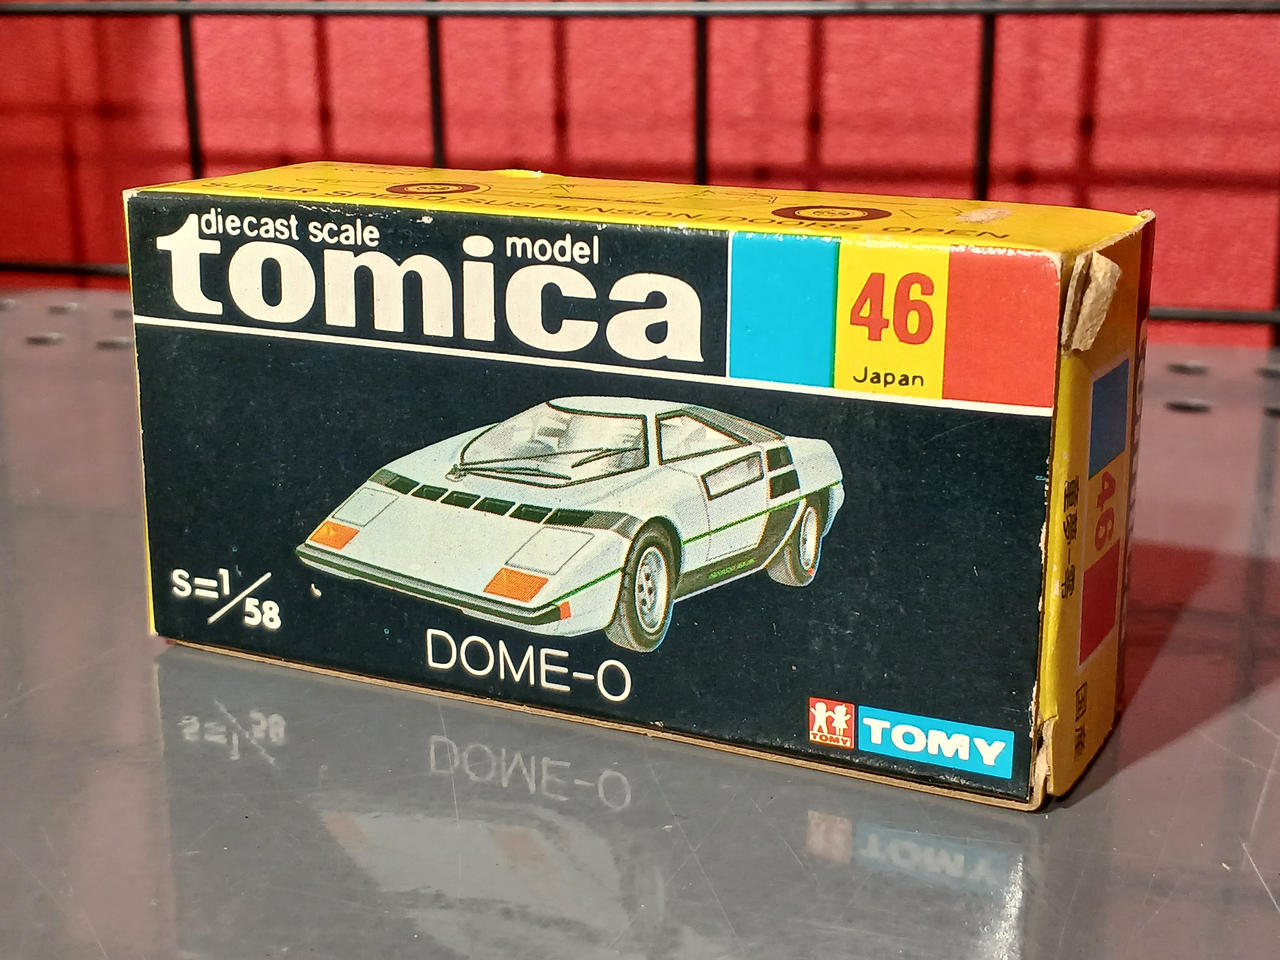 SUPER SPEED/SUSPENSION DOORS OPEN
diecast scale
model
tomica
46
Japan
S=1/58
DOME-O
TOMY
TOMY
46